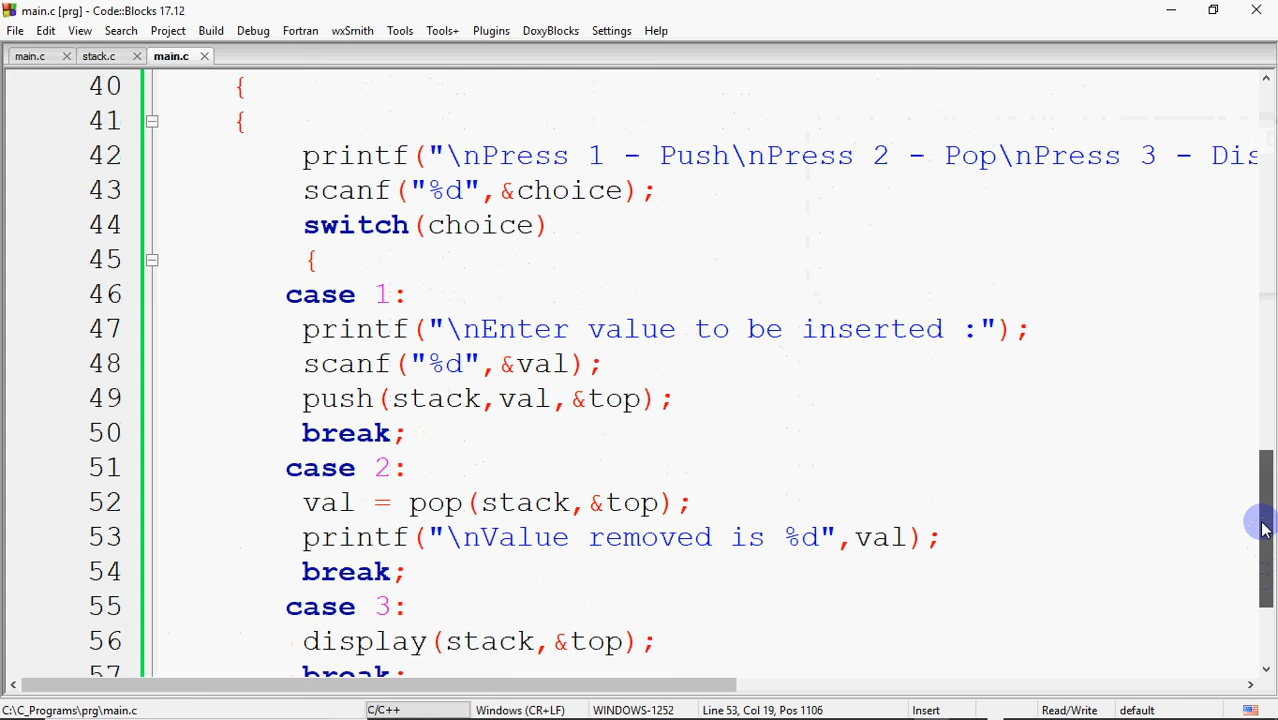 main.c [prg] - Code::Blocks 17.12
File Edit View Search Project Build Debug Fortran wxSmith Tools Tools+ Plugins DoxyBlocks Settings Help
main.c stack.c main.c
40 {
41 {
42 printf("\nPress 1 - Push\nPress 2 - Pop\nPress 3 - Dis
43 scanf("%d",&choice);
44 switch(choice)
45 {
46 case 1:
47 printf("\nEnter value to be inserted :");
48 scanf("%d",&val);
49 push(stack,val,&top);
50 break;
51 case 2:
52 val = pop(stack,&top);
53 printf("\nValue removed is %d",val);
54 break;
55 case 3:
56 display(stack,&top);
57 break;
C:\C_Programs\prg\main.c C/C++ Windows (CR+LF) WINDOWS-1252 Line 53, Col 19, Pos 1106 Insert Read/Write default